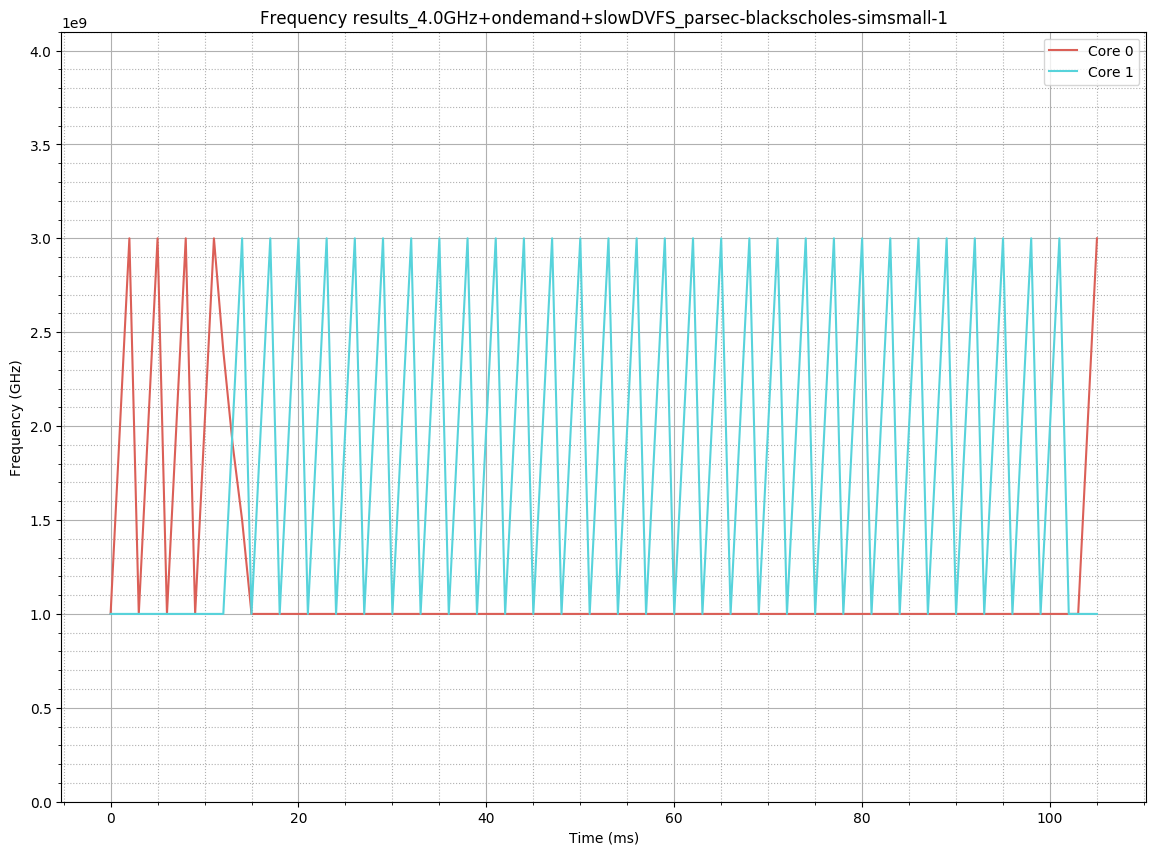 Frequency results_4.0GHz+ondemand+slowDVFS_parsec-blackscholes-simsmall-1
1e9
Core 0
Core 1
4.0
3.5
3.0
2.5
2.0
1.5
1.0
0.5
0.0
Frequency (GHz)
0 20 40 60 80 100
Time (ms)